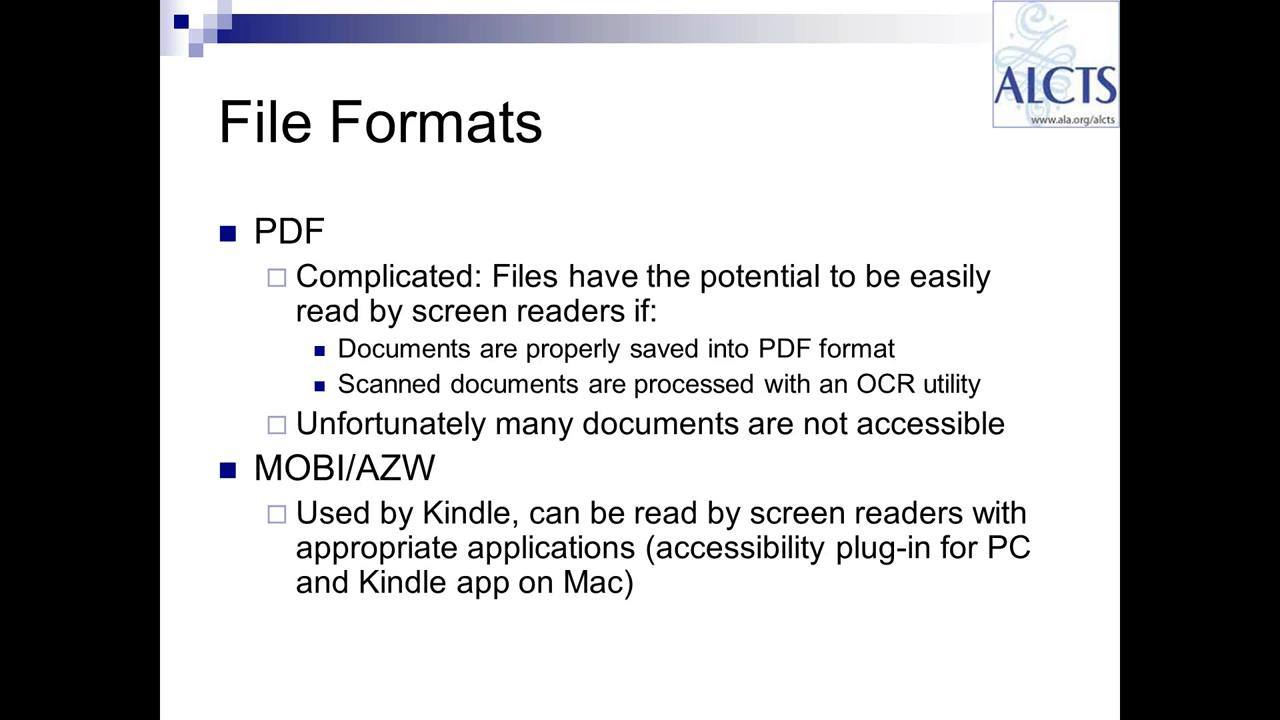 ALCTS
www.ala.org/alcts
File Formats
PDF
Complicated: Files have the potential to be easily
read by screen readers if:
Documents are properly saved into PDF format
Scanned documents are processed with an OCR utility
Unfortunately many documents are not accessible
MOBI/AZW
Used by Kindle, can be read by screen readers with
appropriate applications (accessibility plug-in for PC
and Kindle app on Mac)